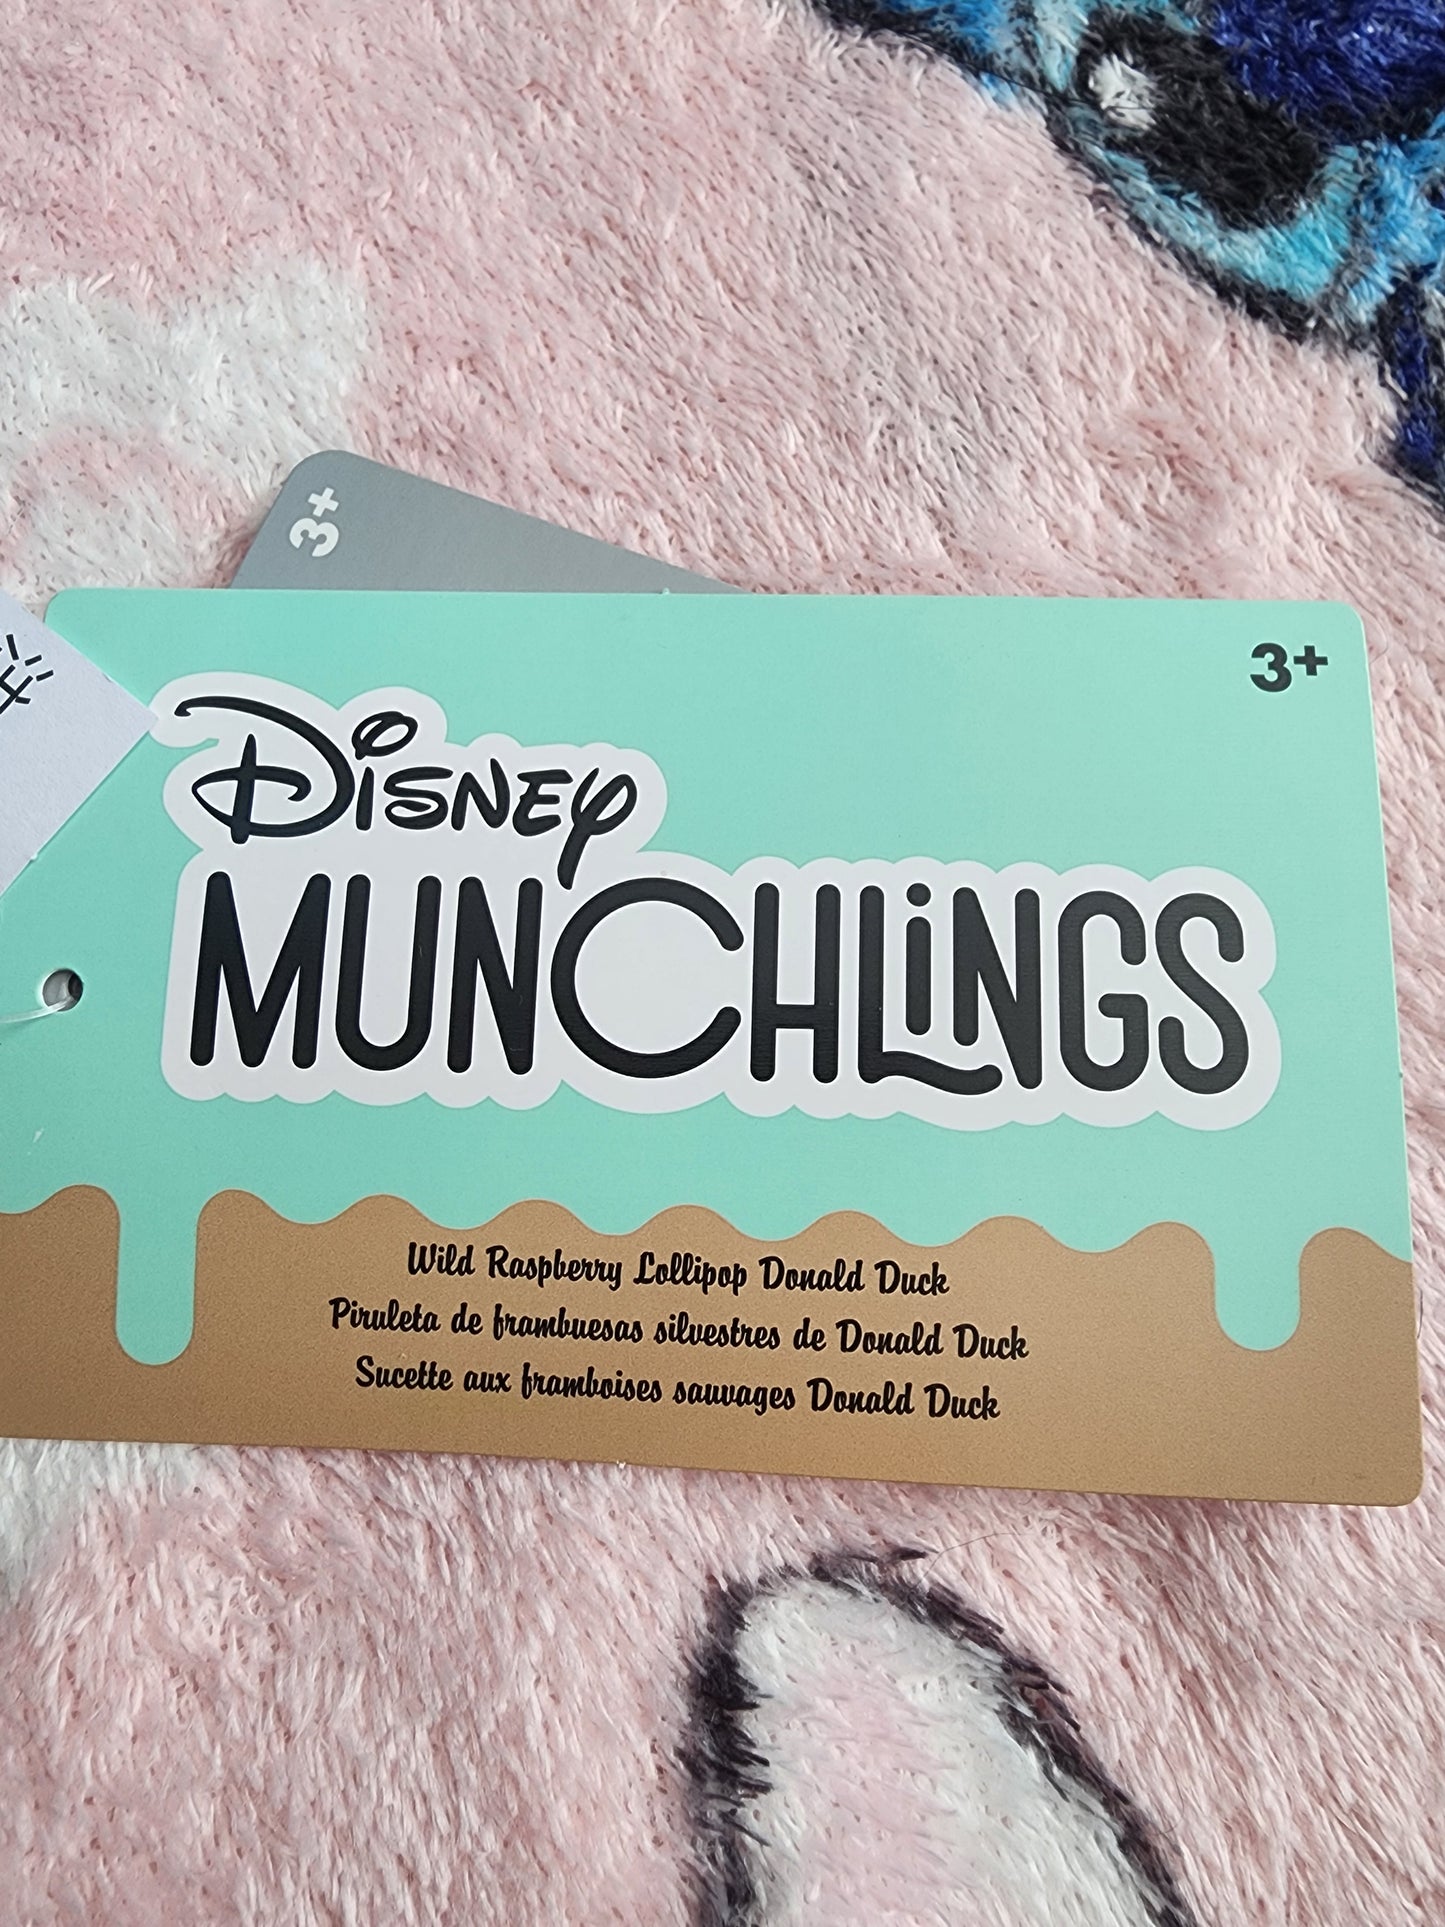 3+
3+
Disney
MUNCHLiNGS
Wild Raspberry Lollipop Donald Duck
Piruleta de frambuesas silvestres de Donald Duck
Sucette aux framboises sauvages Donald Duck